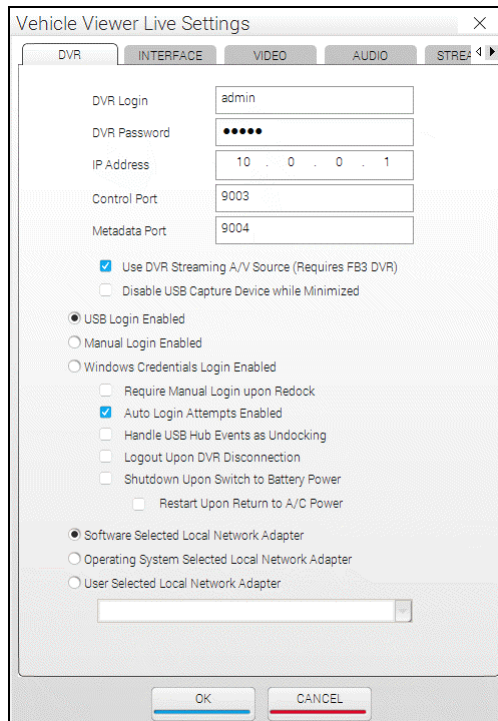 Vehicle Viewer Live Settings
DVR INTERFACE VIDEO AUDIO STREA
DVR Login admin
DVR Password ●●●●●
IP Address 10 . 0 . 0 . 1
Control Port 9003
Metadata Port 9004
Use DVR Streaming A/V Source (Requires FB3 DVR)
Disable USB Capture Device while Minimized
USB Login Enabled
Manual Login Enabled
Windows Credentials Login Enabled
Require Manual Login upon Redock
Auto Login Attempts Enabled
Handle USB Hub Events as Undocking
Logout Upon DVR Disconnection
Shutdown Upon Switch to Battery Power
Restart Upon Return to A/C Power
Software Selected Local Network Adapter
Operating System Selected Local Network Adapter
User Selected Local Network Adapter
OK CANCEL